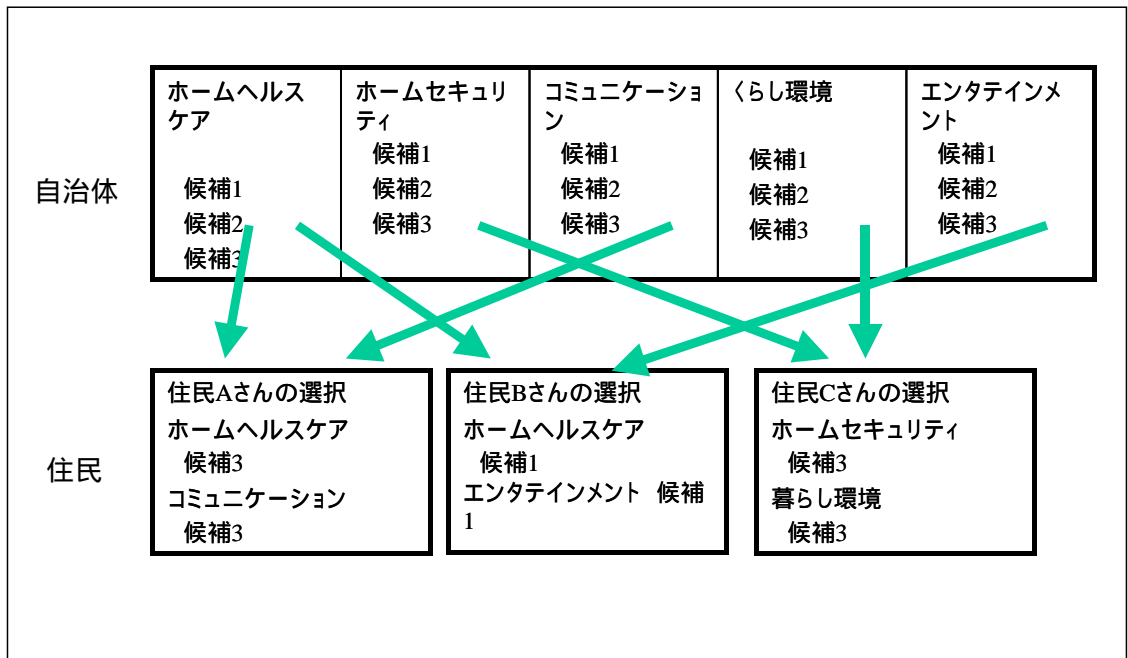 自治体
ホームヘルス
ケア
候補1
候補2
候補3
ホームセキュリ
ティ
候補1
候補2
候補3
コミュニケーショ
ン
候補1
候補2
候補3
くらし環境
候補1
候補2
候補3
エンタテインメ
ント
候補1
候補2
候補3
住民
住民Aさんの選択
ホームヘルスケア
候補3
コミュニケーション
候補3
住民Bさんの選択
ホームヘルスケア
候補1
エンタテインメント 候補
1
住民Cさんの選択
ホームセキュリティ
候補3
暮らし環境
候補3